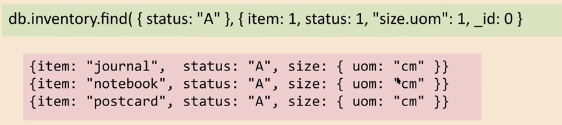 db.inventory.find( { status: "A" }, { item: 1, status: 1, "size.uom": 1, _id: 0 }
{item: "journal",  status: "A", size: { uom: "cm" }}
{item: "notebook", status: "A", size: { uom: "cm" }}
{item: "postcard", status: "A", size: { uom: "cm" }}